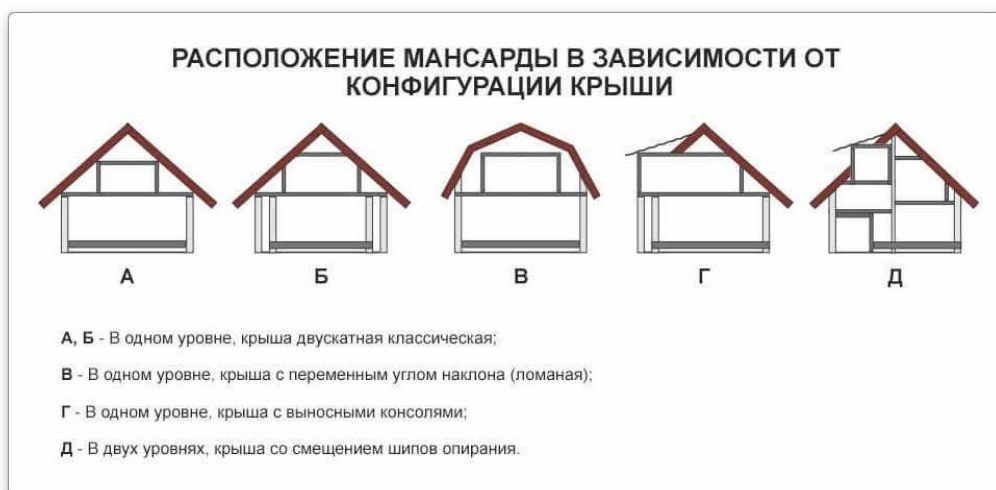 РАСПОЛОЖЕНИЕ МАНСАРДЫ В ЗАВИСИМОСТИ ОТ
КОНФИГУРАЦИИ КРЫШИ
А Б В Г Д
А, Б - В одном уровне, крыша двускатная классическая;
В - В одном уровне, крыша с переменным углом наклона (ломаная);
Г - В одном уровне, крыша с выносными консолями;
Д - В двух уровнях, крыша со смещением шипов опирания.